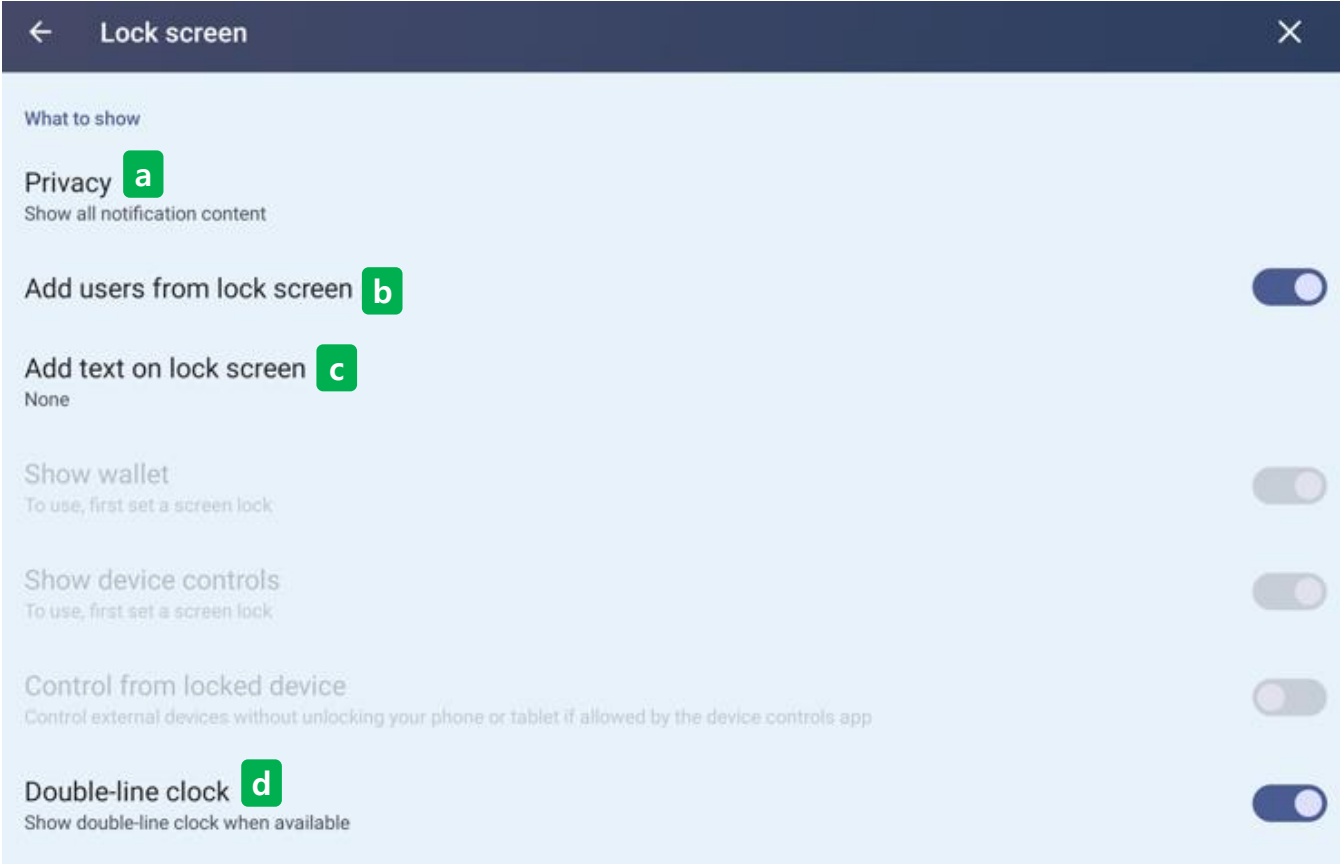 Lock screen
What to show
Privacy a
Show all notification content
Add users from lock screen b
Add text on lock screen c
None
Show wallet
To use, first set a screen lock
Show device controls
To use, first set a screen lock
Control from locked device
Control external devices without unlocking your phone or tablet if allowed by the device controls app
Double-line clock d
Show double-line clock when available